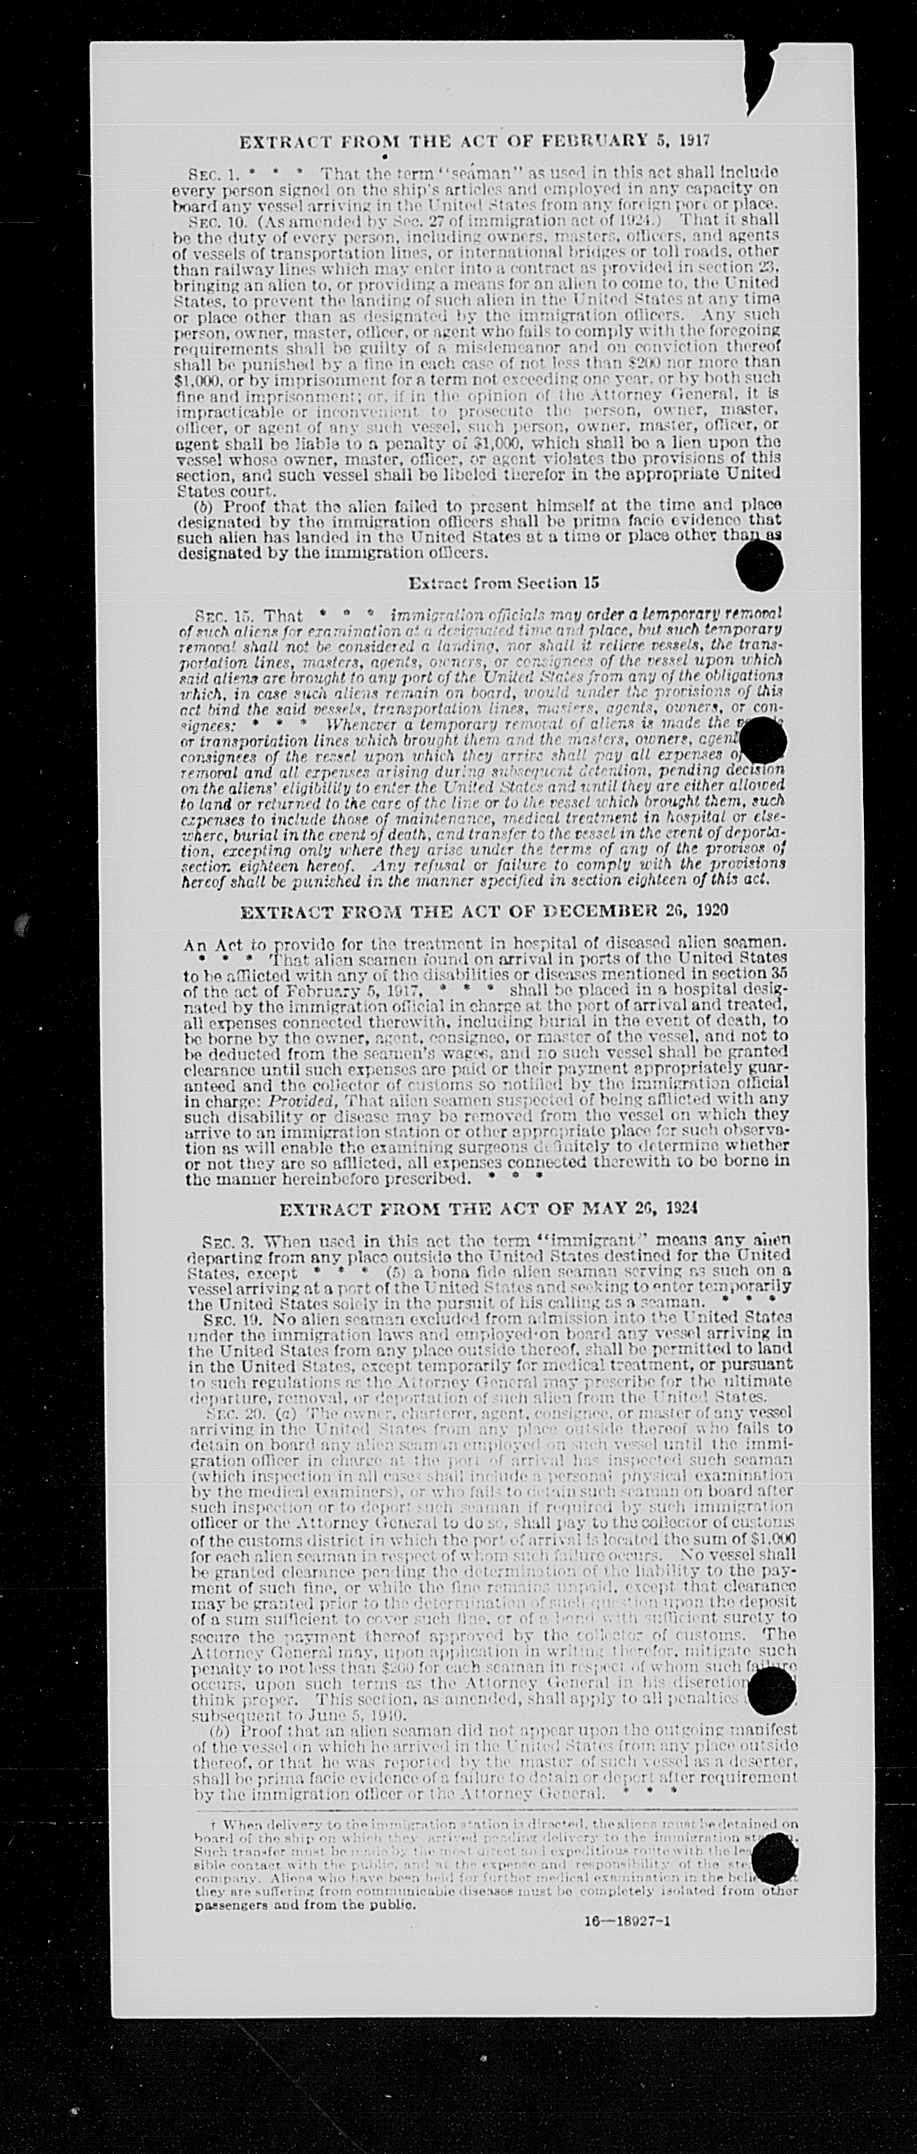 EXTRACT FROM THE ACT OF FEBRUARY 5, 1917
SEC. 1. * * * That the term "seaman" as used in this act shall include
every person signed on the ship's articles and employed in any capacity on
board any vessel arriving in the United States from any foreign port or place.
SEC. 10. (As amended by Sec. 27 of immigration act of 1924.) That it shall
be the duty of every person, including owners, masters, officers, and agents
of vessels of transportation lines, or international bridges or toll roads, other
than railway lines which may enter into a contract as provided in section 23,
bringing an alien to, or providing a means for an alien to come to, the United
States, to prevent the landing of such alien in the United States at any time
or place other than as designated by the immigration officers. Any such
person, owner, master, officer, or agent who fails to comply with the foregoing
requirements shall be guilty of a misdemeanor and on conviction thereof
shall be punished by a fine in each case of not less than $200 nor more than
$1,000, or by imprisonment for a term not exceeding one year, or by both such
fine and imprisonment; or, if in the opinion of the Attorney General, it is
impracticable or inconvenient to prosecute the person, owner, master,
officer, or agent of any such vessel, such person, owner, master, officer, or
agent shall be liable to a penalty of $1,000, which shall be a lien upon the
vessel whose owner, master, officer, or agent violates the provisions of this
section, and such vessel shall be libeled therefor in the appropriate United
States court.
(b) Proof that the alien failed to present himself at the time and place
designated by the immigration officers shall be prima facie evidence that
such alien has landed in the United States at a time or place other than as
designated by the immigration officers.
Extract from Section 15
SEC. 15. That * * * immigration officials may order a temporary removal
of such aliens for examination at a designated time and place, but such temporary
removal shall not be considered a landing, nor shall it relieve vessels, the trans-
portation lines, masters, agents, owners, or consignees of the vessel upon which
said aliens are brought to any port of the United States from any of the obligations
which, in case such aliens remain on board, would under the provisions of this
act bind the said vessels, transportation lines, masters, agents, owners, or con-
signees: * * * Whenever a temporary removal of aliens is made the
or transportation lines which brought them and the masters, owners, agent
consignees of the vessel upon which they arrive shall pay all expenses of
removal and all expenses arising during subsequent detention, pending decision
on the aliens' eligibility to enter the United States and until they are either allowed
to land or returned to the care of the line or to the vessel which brought them, such
expenses to include those of maintenance, medical treatment in hospital or else-
where, burial in the event of death, and transfer to the vessel in the event of deporta-
tion, excepting only where they arise under the terms of any of the provisos of
section eighteen hereof. Any refusal or failure to comply with the provisions
hereof shall be punished in the manner specified in section eighteen of this act.
EXTRACT FROM THE ACT OF DECEMBER 26, 1920
An Act to provide for the treatment in hospital of diseased alien seamen.
* * * That alien seamen found on arrival in ports of the United States
to be afflicted with any of the disabilities or diseases mentioned in section 35
of the act of February 5, 1917, * * * shall be placed in a hospital desig-
nated by the immigration official in charge at the port of arrival and treated,
all expenses connected therewith, including burial in the event of death, to
be borne by the owner, agent, consignee, or master of the vessel, and not to
be deducted from the seamen's wages, and no such vessel shall be granted
clearance until such expenses are paid or their payment appropriately guar-
anteed and the collector of customs so notified by the immigration official
in charge: Provided, That alien seamen suspected of being afflicted with any
such disability or disease may be removed from the vessel on which they
arrive to an immigration station or other appropriate place for such observa-
tion as will enable the examining surgeons definitely to determine whether
or not they are so afflicted, all expenses connected therewith to be borne in
the manner hereinbefore prescribed. * * *
EXTRACT FROM THE ACT OF MAY 26, 1924
SEC. 3. When used in this act the term "immigrant" means any alien
departing from any place outside the United States destined for the United
States, except * * * (5) a bona fide alien seaman serving as such on a
vessel arriving at a port of the United States and seeking to enter temporarily
the United States solely in the pursuit of his calling as a seaman. * * *
SEC. 19. No alien seaman excluded from admission into the United States
under the immigration laws and employed on board any vessel arriving in
the United States from any place outside thereof, shall be permitted to land
in the United States, except temporarily for medical treatment, or pursuant
to such regulations as the Attorney General may prescribe for the ultimate
departure, removal, or deportation of such alien from the United States.
SEC. 20. (a) The owner, charterer, agent, consignee, or master of any vessel
arriving in the United States from any place outside thereof who fails to
detain on board any alien seaman employed on such vessel until the immi-
gration officer in charge at the port of arrival has inspected such seaman
(which inspection in all cases shall include a personal physical examination
by the medical examiners), or who fails to detain such seaman on board after
such inspection or to deport such seaman if required by such immigration
officer or the Attorney General to do so, shall pay to the collector of customs
of the customs district in which the port of arrival is located the sum of $1,000
for each alien seaman in respect of whom such failure occurs. No vessel shall
be granted clearance pending the determination of the liability to the pay-
ment of such fine, or while the fine remains unpaid, except that clearance
may be granted prior to the determination of such question upon the deposit
of a sum sufficient to cover such fine, or of a bond with sufficient surety to
secure the payment thereof approved by the collector of customs. The
Attorney General may, upon application in writing therefor, mitigate such
penalty to not less than $200 for each seaman in respect of whom such failure
occurs, upon such terms as the Attorney General in his discretion
think proper. This section, as amended, shall apply to all penalties
subsequent to June 5, 1940.
(b) Proof that an alien seaman did not appear upon the outgoing manifest
of the vessel on which he arrived in the United States from any place outside
thereof, or that he was reported by the master of such vessel as a deserter,
shall be prima facie evidence of a failure to detain or deport after requirement
by the immigration officer or the Attorney General. * * *
† When delivery to the immigration station is directed, the aliens must be detained on
board of the ship on which they arrived pending delivery to the immigration
Such transfer must be made by the most direct and expeditious route with the
sible contact with the public, and at the expense and responsibility of the
company. Aliens who have been held for further medical examination in the
they are suffering from communicable diseases must be completely isolated from other
passengers and from the public.
16—18927-1